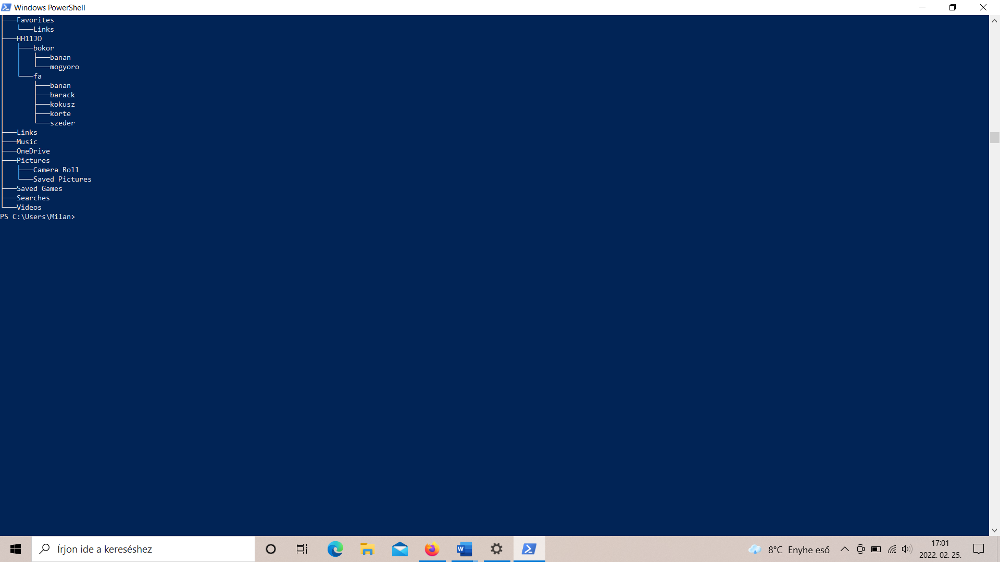 Windows PowerShell
├───Favorites
│   └───Links
├───HH11JO
│   ├───bokor
│   │   ├───banan
│   │   └───mogyoro
│   └───fa
│       ├───banan
│       ├───barack
│       ├───kokusz
│       ├───korte
│       └───szeder
├───Links
├───Music
├───OneDrive
├───Pictures
│   ├───Camera Roll
│   └───Saved Pictures
├───Saved Games
├───Searches
└───Videos
PS C:\Users\Milan>
Írjon ide a kereséshez
8°C Enyhe eső
17:01
2022. 02. 25.